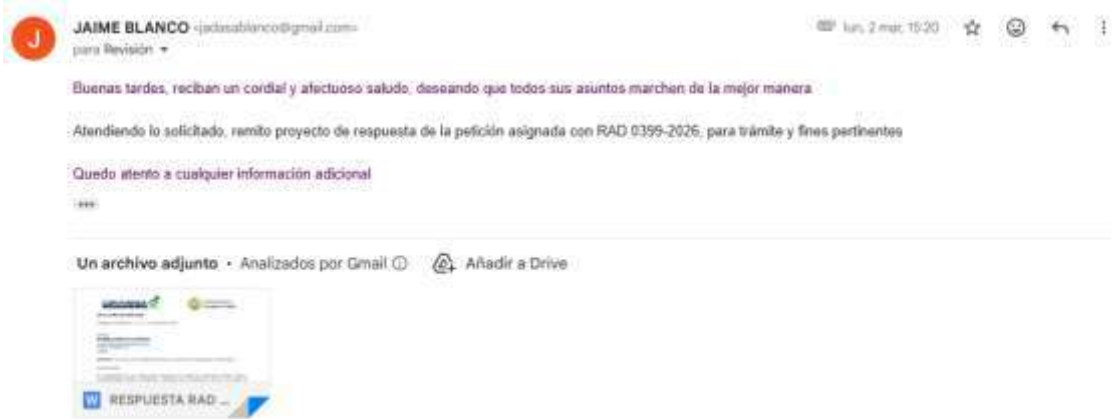 J
JAIME BLANCO <jadasablanco@gmail.com>
lun, 2 mar, 15:20
para Revisión
Buenas tardes, reciban un cordial y afectuoso saludo, deseando que todos sus asuntos marchen de la mejor manera
Atendiendo lo solicitado, remito proyecto de respuesta de la petición asignada con RAD 0399-2026, para trámite y fines pertinentes
Quedo atento a cualquier información adicional
Un archivo adjunto • Analizados por Gmail
Añadir a Drive
W RESPUESTA RAD ...